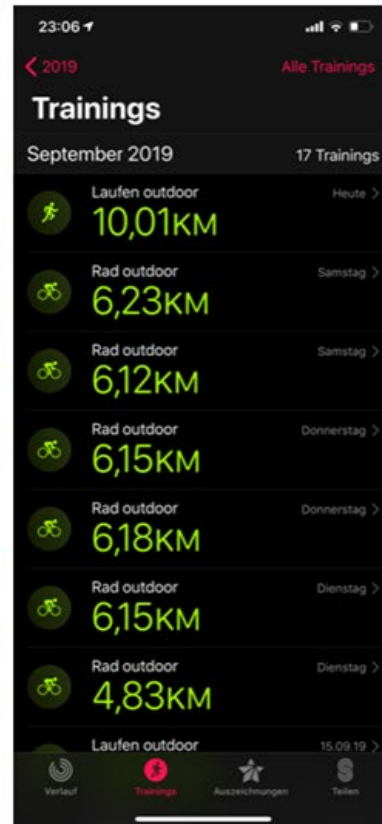 23:06
2019
Alle Trainings
Trainings
September 2019
17 Trainings
Laufen outdoor
Heute
10,01KM
Rad outdoor
Samstag
6,23KM
Rad outdoor
Samstag
6,12KM
Rad outdoor
Donnerstag
6,15KM
Rad outdoor
Donnerstag
6,18KM
Rad outdoor
Dienstag
6,15KM
Rad outdoor
Dienstag
4,83KM
Laufen outdoor
15.09.19
Verlauf
Trainings
Auszeichnungen
Teilen